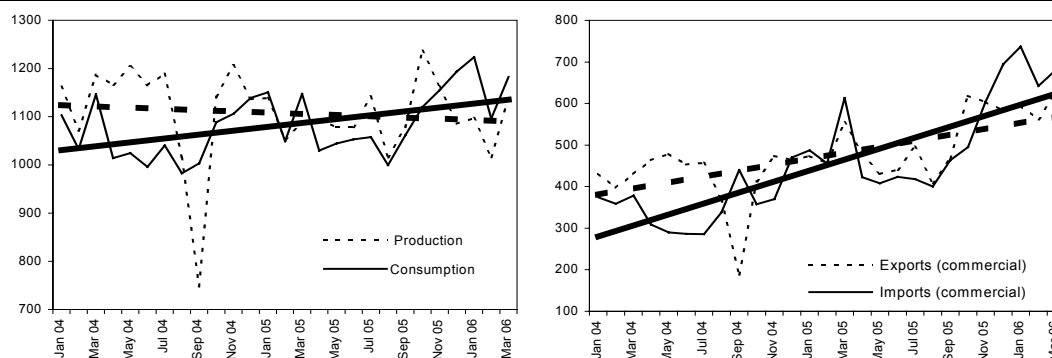 1300
1200
1100
1000
900
800
700
Production
Consumption
Jan 04
Mar 04
May 04
Jul 04
Sep 04
Nov 04
Jan 05
Mar 05
May 05
Jul 05
Sep 05
Nov 05
Jan 06
Mar 06
800
700
600
500
400
300
200
100
Exports (commercial)
Imports (commercial)
Jan 04
Mar 04
May 04
Jul 04
Sep 04
Nov 04
Jan 05
Mar 05
May 05
Jul 05
Sep 05
Nov 05
Jan 06